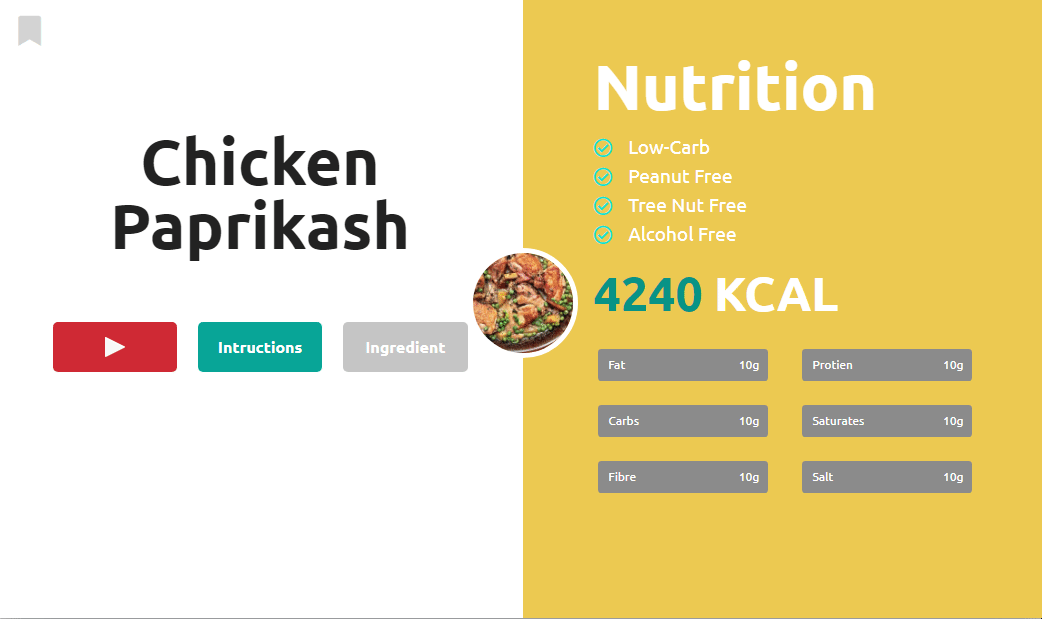 Chicken
Paprikash
Intructions
Ingredient
Nutrition
Low-Carb
Peanut Free
Tree Nut Free
Alcohol Free
4240 KCAL
Fat 10g
Protien 10g
Carbs 10g
Saturates 10g
Fibre 10g
Salt 10g